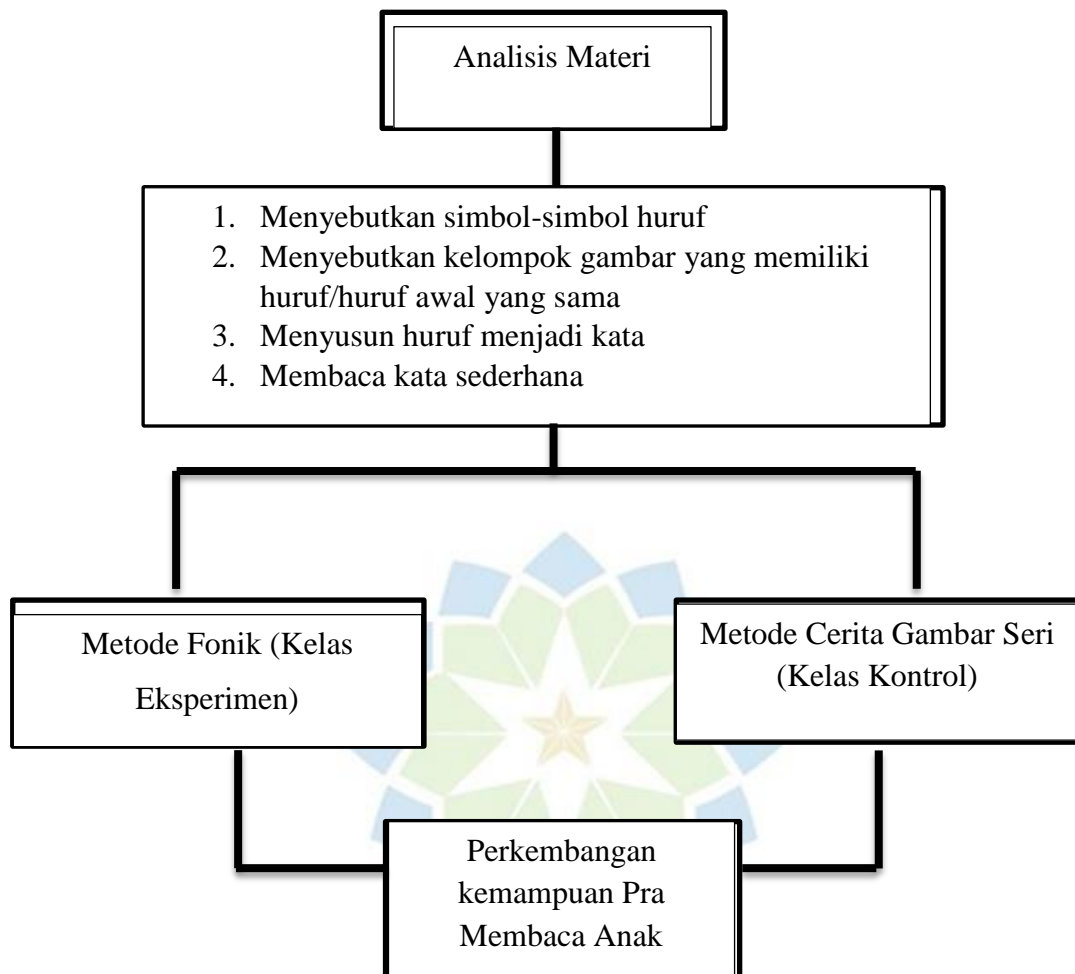 Analisis Materi
1. Menyebutkan simbol-simbol huruf
2. Menyebutkan kelompok gambar yang memiliki
huruf/huruf awal yang sama
3. Menyusun huruf menjadi kata
4. Membaca kata sederhana
Metode Fonik (Kelas
Eksperimen)
Metode Cerita Gambar Seri
(Kelas Kontrol)
Perkembangan
kemampuan Pra
Membaca Anak